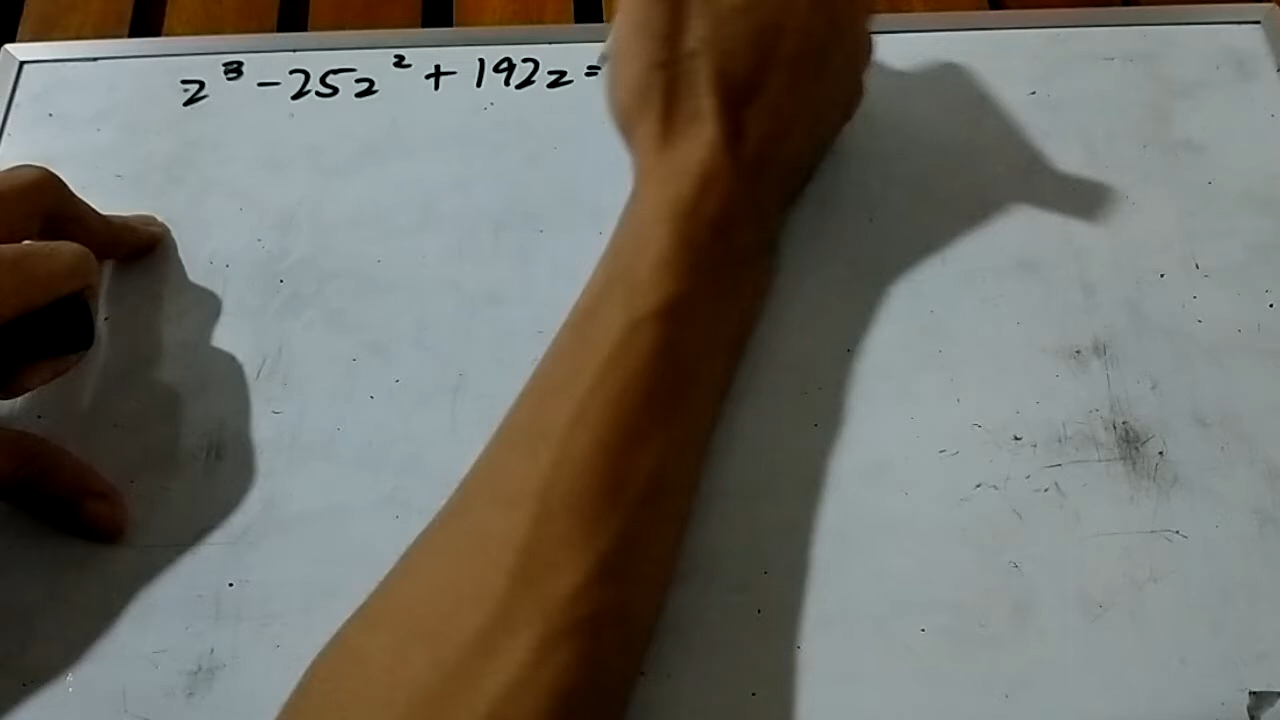 z³ - 25z² + 192z =